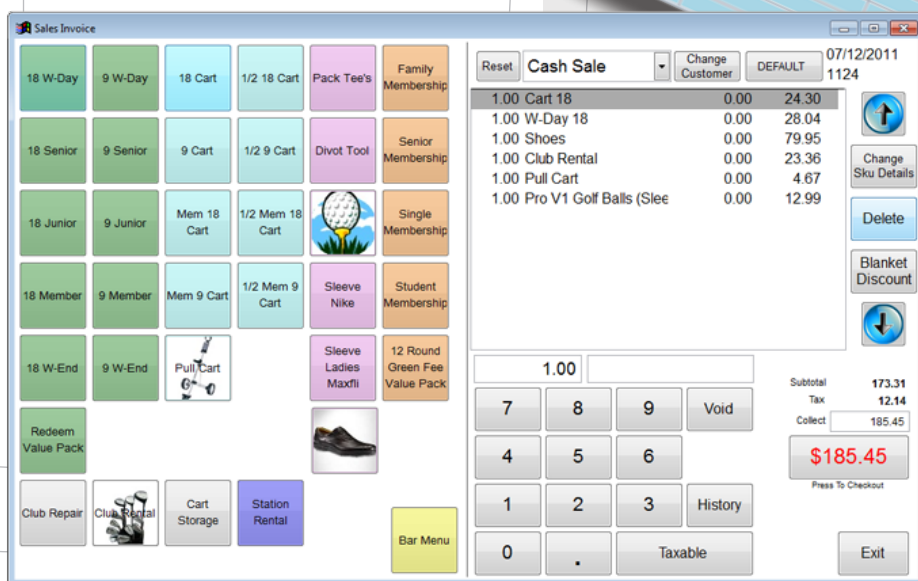 Sales Invoice
18 W-Day
9 W-Day
18 Cart
1/2 18 Cart
Pack Tee's
Family
Membership
18 Senior
9 Senior
9 Cart
1/2 9 Cart
Divot Tool
Senior
Membership
18 Junior
9 Junior
Mem 18
Cart
1/2 Mem 18
Cart
Single
Membership
18 Member
9 Member
Mem 9 Cart
1/2 Mem 9
Cart
Sleeve
Nike
Student
Membership
18 W-End
9 W-End
Pull Cart
Sleeve
Ladies
Maxfli
12 Round
Green Fee
Value Pack
Redeem
Value Pack
Club Repair
Club Rental
Cart
Storage
Station
Rental
Bar Menu
Reset
Cash Sale
Change
Customer
DEFAULT
07/12/2011
1124
1.00 Cart 18 0.00 24.30
1.00 W-Day 18 0.00 28.04
1.00 Shoes 0.00 79.95
1.00 Club Rental 0.00 23.36
1.00 Pull Cart 0.00 4.67
1.00 Pro V1 Golf Balls (Slee 0.00 12.99
Change
Sku Details
Delete
Blanket
Discount
1.00
7 8 9 Void
4 5 6
1 2 3 History
0 . Taxable
Subtotal 173.31
Tax 12.14
Collect 185.45
$185.45
Press To Checkout
Exit